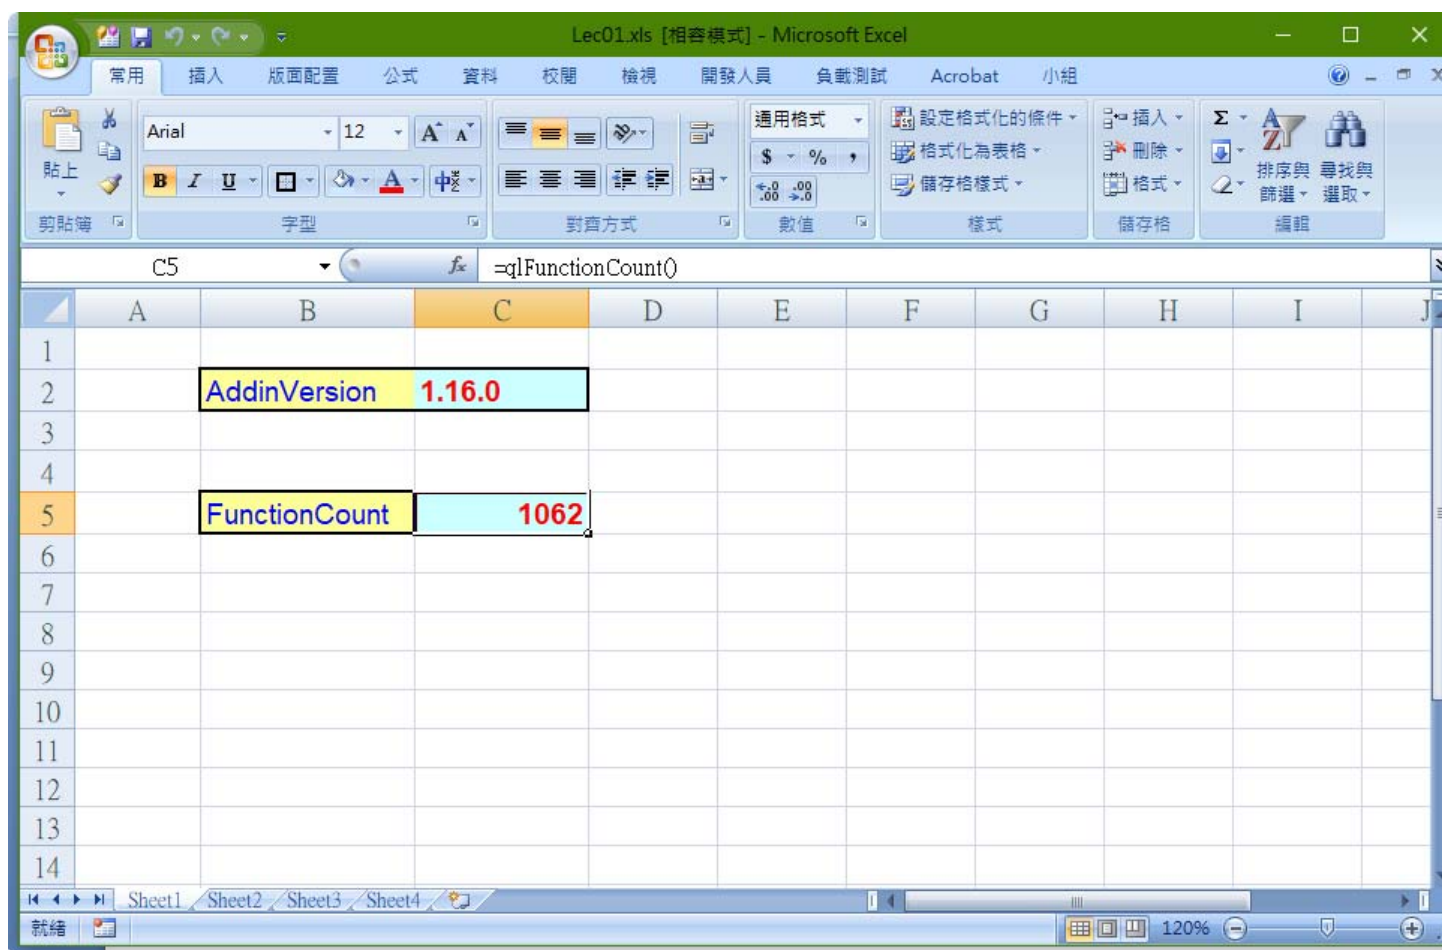 Lec01.xls [相容模式] - Microsoft Excel
常用 插入 版面配置 公式 資料 校閱 檢視 開發人員 負載測試 Acrobat 小組
Arial 12 通用格式 設定格式化的條件 插入 Σ
貼上 $ % , 格式化為表格 刪除 排序與 尋找與
B I U A 中 .00 .0 儲存格樣式 格式 篩選 選取
剪貼簿 字型 對齊方式 數值 樣式 儲存格 編輯
C5 fx =qlFunctionCount()
A B C D E F G H I J
1
2 AddinVersion 1.16.0
3
4
5 FunctionCount 1062
6
7
8
9
10
11
12
13
14
Sheet1 Sheet2 Sheet3 Sheet4
就緒 120%